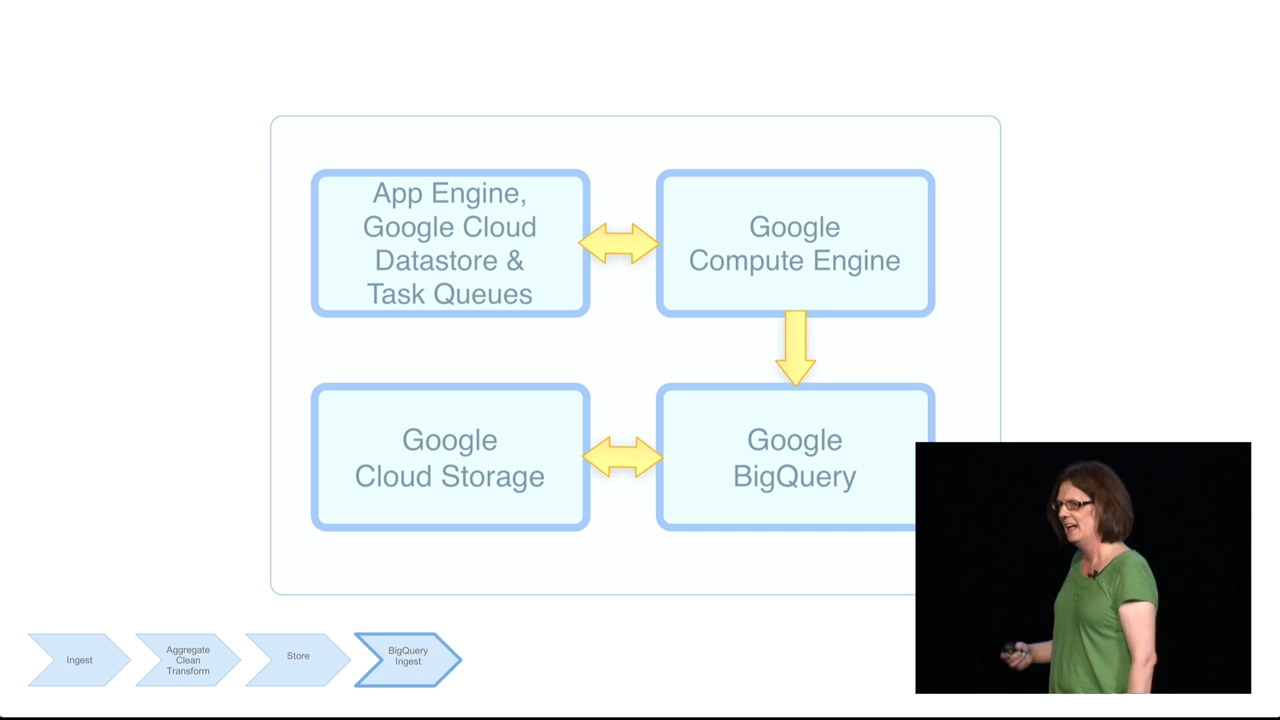 App Engine,
Google Cloud
Datastore &
Task Queues
Google
Compute Engine
Google
Cloud Storage
Google
BigQuery
Ingest
Aggregate
Clean
Transform
Store
BigQuery
Ingest